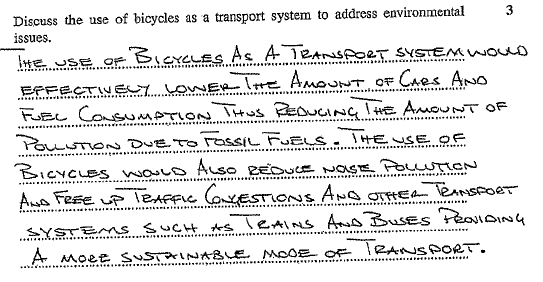 Discuss the use of bicycles as a transport system to address environmental 3
issues.
THE USE OF BICYCLES AS A TRANSPORT SYSTEM WOULD
EFFECTIVELY LOWER THE AMOUNT OF CARS AND
FUEL CONSUMPTION THUS REDUCING THE AMOUNT OF
POLLUTION DUE TO FOSSIL FUELS. THE USE OF
BICYCLES WOULD ALSO REDUCE NOISE POLLUTION
AND FREE UP TRAFFIC CONGESTIONS AND OTHER TRANSPORT
SYSTEMS SUCH AS TRAINS AND BUSES PROVIDING
A MORE SUSTAINABLE MODE OF TRANSPORT.